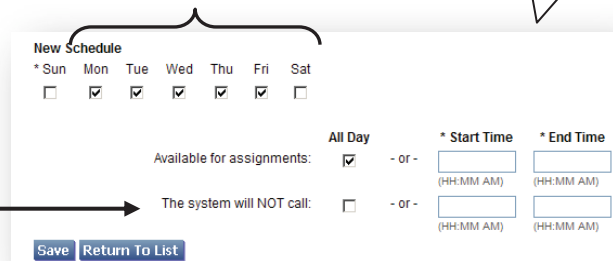 New Schedule
* Sun Mon Tue Wed Thu Fri Sat
All Day * Start Time * End Time
Available for assignments: - or -
(HH:MM AM) (HH:MM AM)
The system will NOT call: - or -
(HH:MM AM) (HH:MM AM)
Save Return To List